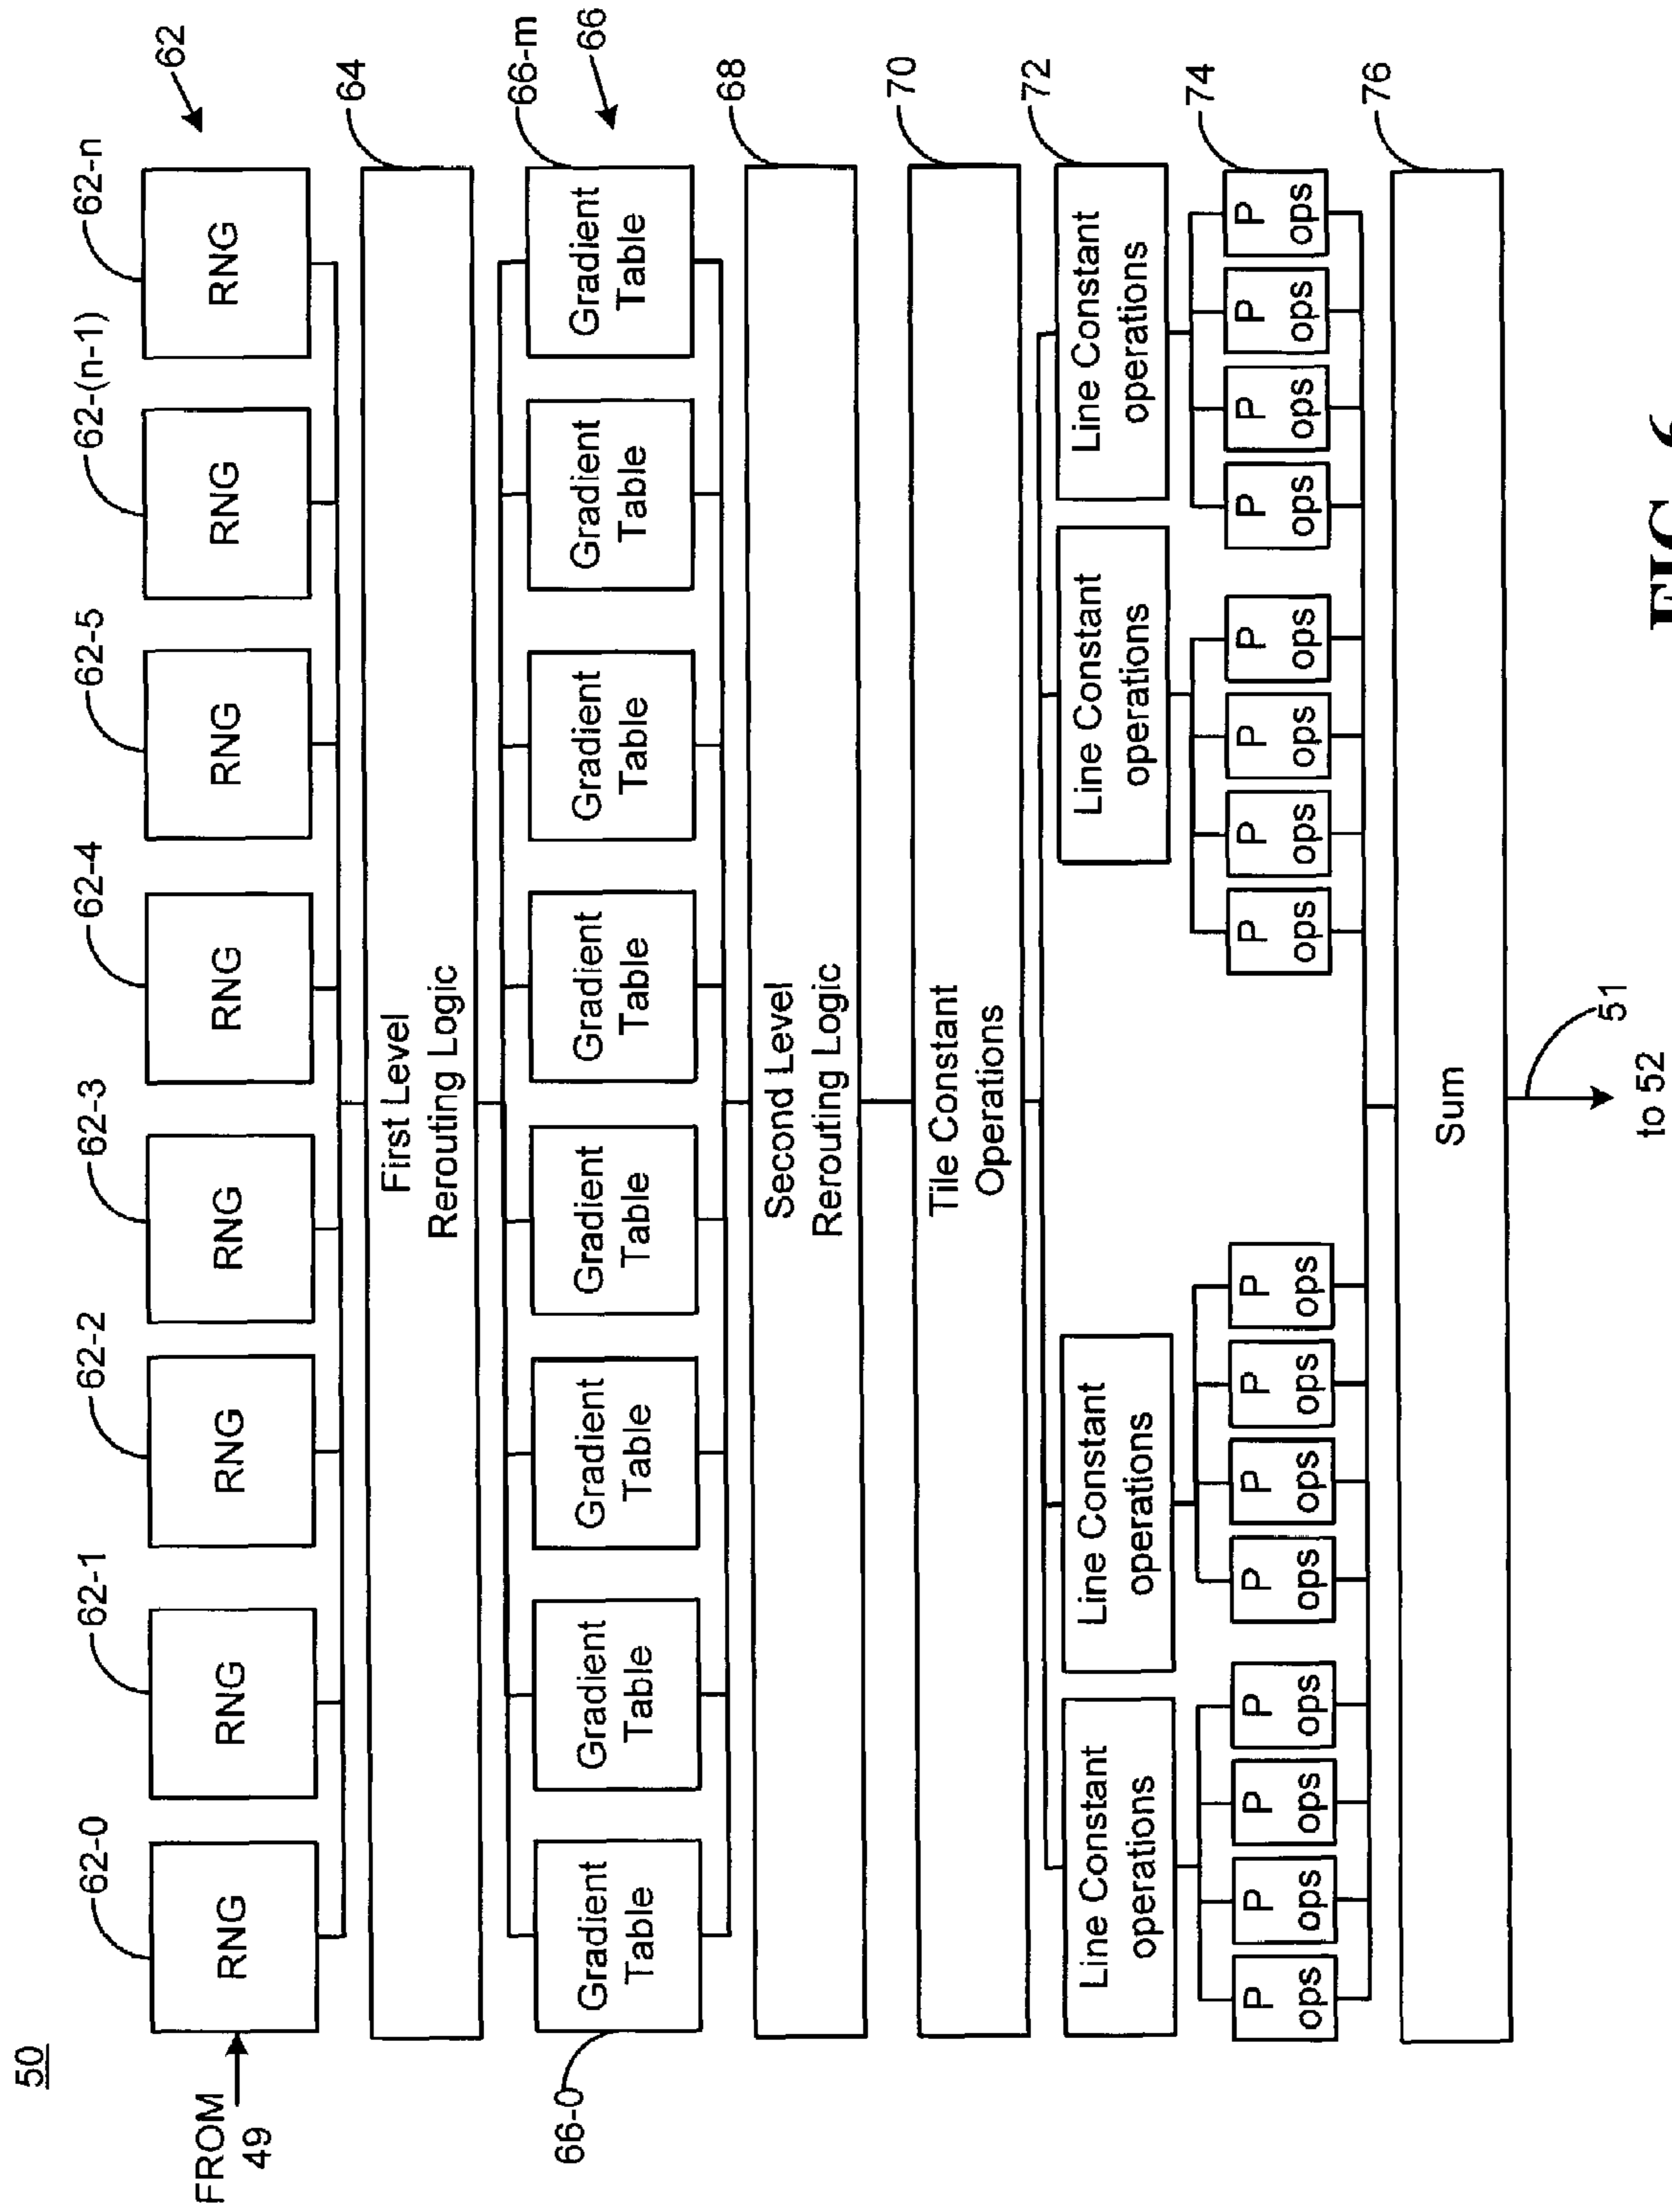 50
62
62-0
62-1
62-2
62-3
62-4
62-5
62-(n-1)
62-n
FROM
49
RNG
RNG
RNG
RNG
RNG
RNG
RNG
RNG
64
First Level
Rerouting Logic
66-m
66
66-0
Gradient
Table
Gradient
Table
Gradient
Table
Gradient
Table
Gradient
Table
Gradient
Table
Gradient
Table
Gradient
Table
68
Second Level
Rerouting Logic
70
Tile Constant
Operations
72
Line Constant
operations
Line Constant
operations
Line Constant
operations
Line Constant
operations
74
P
ops
P
ops
P
ops
P
ops
P
ops
P
ops
P
ops
P
ops
P
ops
P
ops
P
ops
P
ops
P
ops
P
ops
P
ops
P
ops
76
Sum
51
to 52
FIG. 6